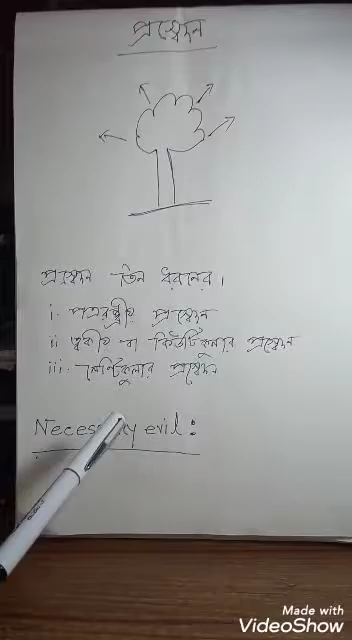 প্রস্বেদন
প্রস্বেদন তিন ধরনের।
i. পত্ররন্ধ্রীয় প্রস্বেদন
ii ত্বকীয় বা কিউটিকুলার প্রস্বেদন
iii. লেন্টিকুলার প্রস্বেদন
Necessary evil:
Made with
VideoShow